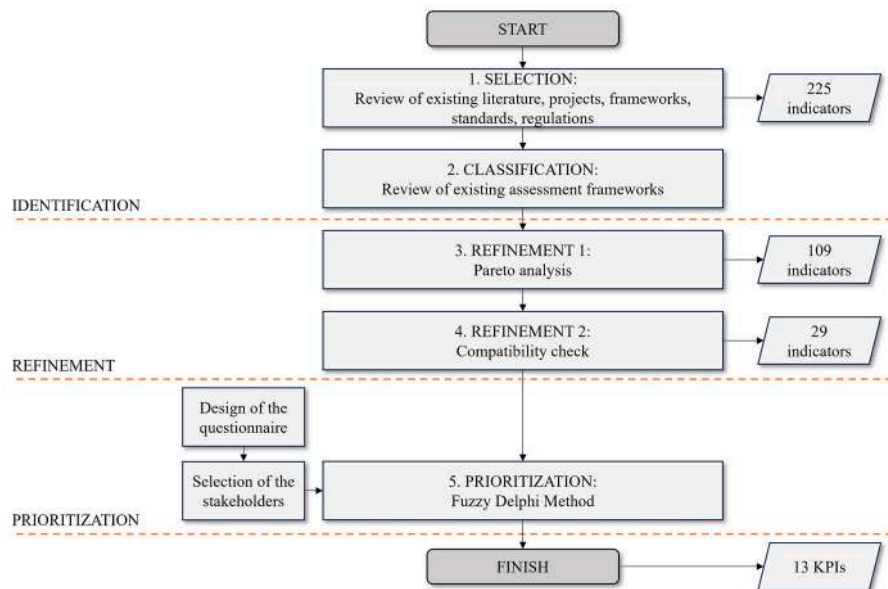 START
1. SELECTION:
Review of existing literature, projects, frameworks,
standards, regulations
225
indicators
2. CLASSIFICATION:
Review of existing assessment frameworks
IDENTIFICATION
3. REFINEMENT 1:
Pareto analysis
109
indicators
4. REFINEMENT 2:
Compatibility check
29
indicators
REFINEMENT
Design of the
questionnaire
Selection of the
stakeholders
5. PRIORITIZATION:
Fuzzy Delphi Method
PRIORITIZATION
FINISH
13 KPIs